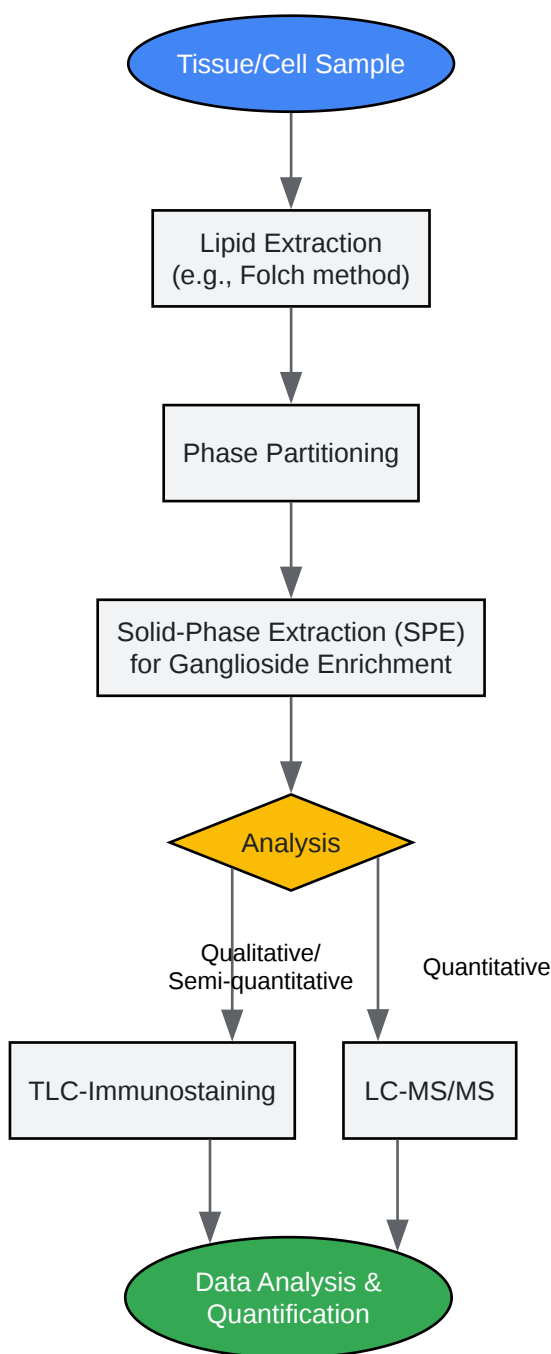 Tissue/Cell Sample
Lipid Extraction
(e.g., Folch method)
Phase Partitioning
Solid-Phase Extraction (SPE)
for Ganglioside Enrichment
Analysis
Qualitative/
Semi-quantitative
Quantitative
TLC-Immunostaining
LC-MS/MS
Data Analysis &
Quantification